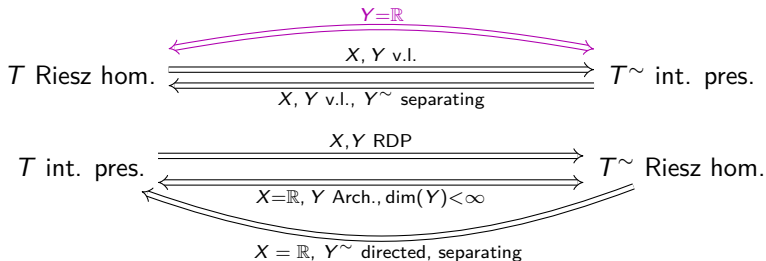 Y=ℝ
X, Y v.l.
T Riesz hom. T~ int. pres.
X, Y v.l., Y~ separating
X,Y RDP
T int. pres. T~ Riesz hom.
X=ℝ, Y Arch., dim(Y)<∞
X = ℝ, Y~ directed, separating